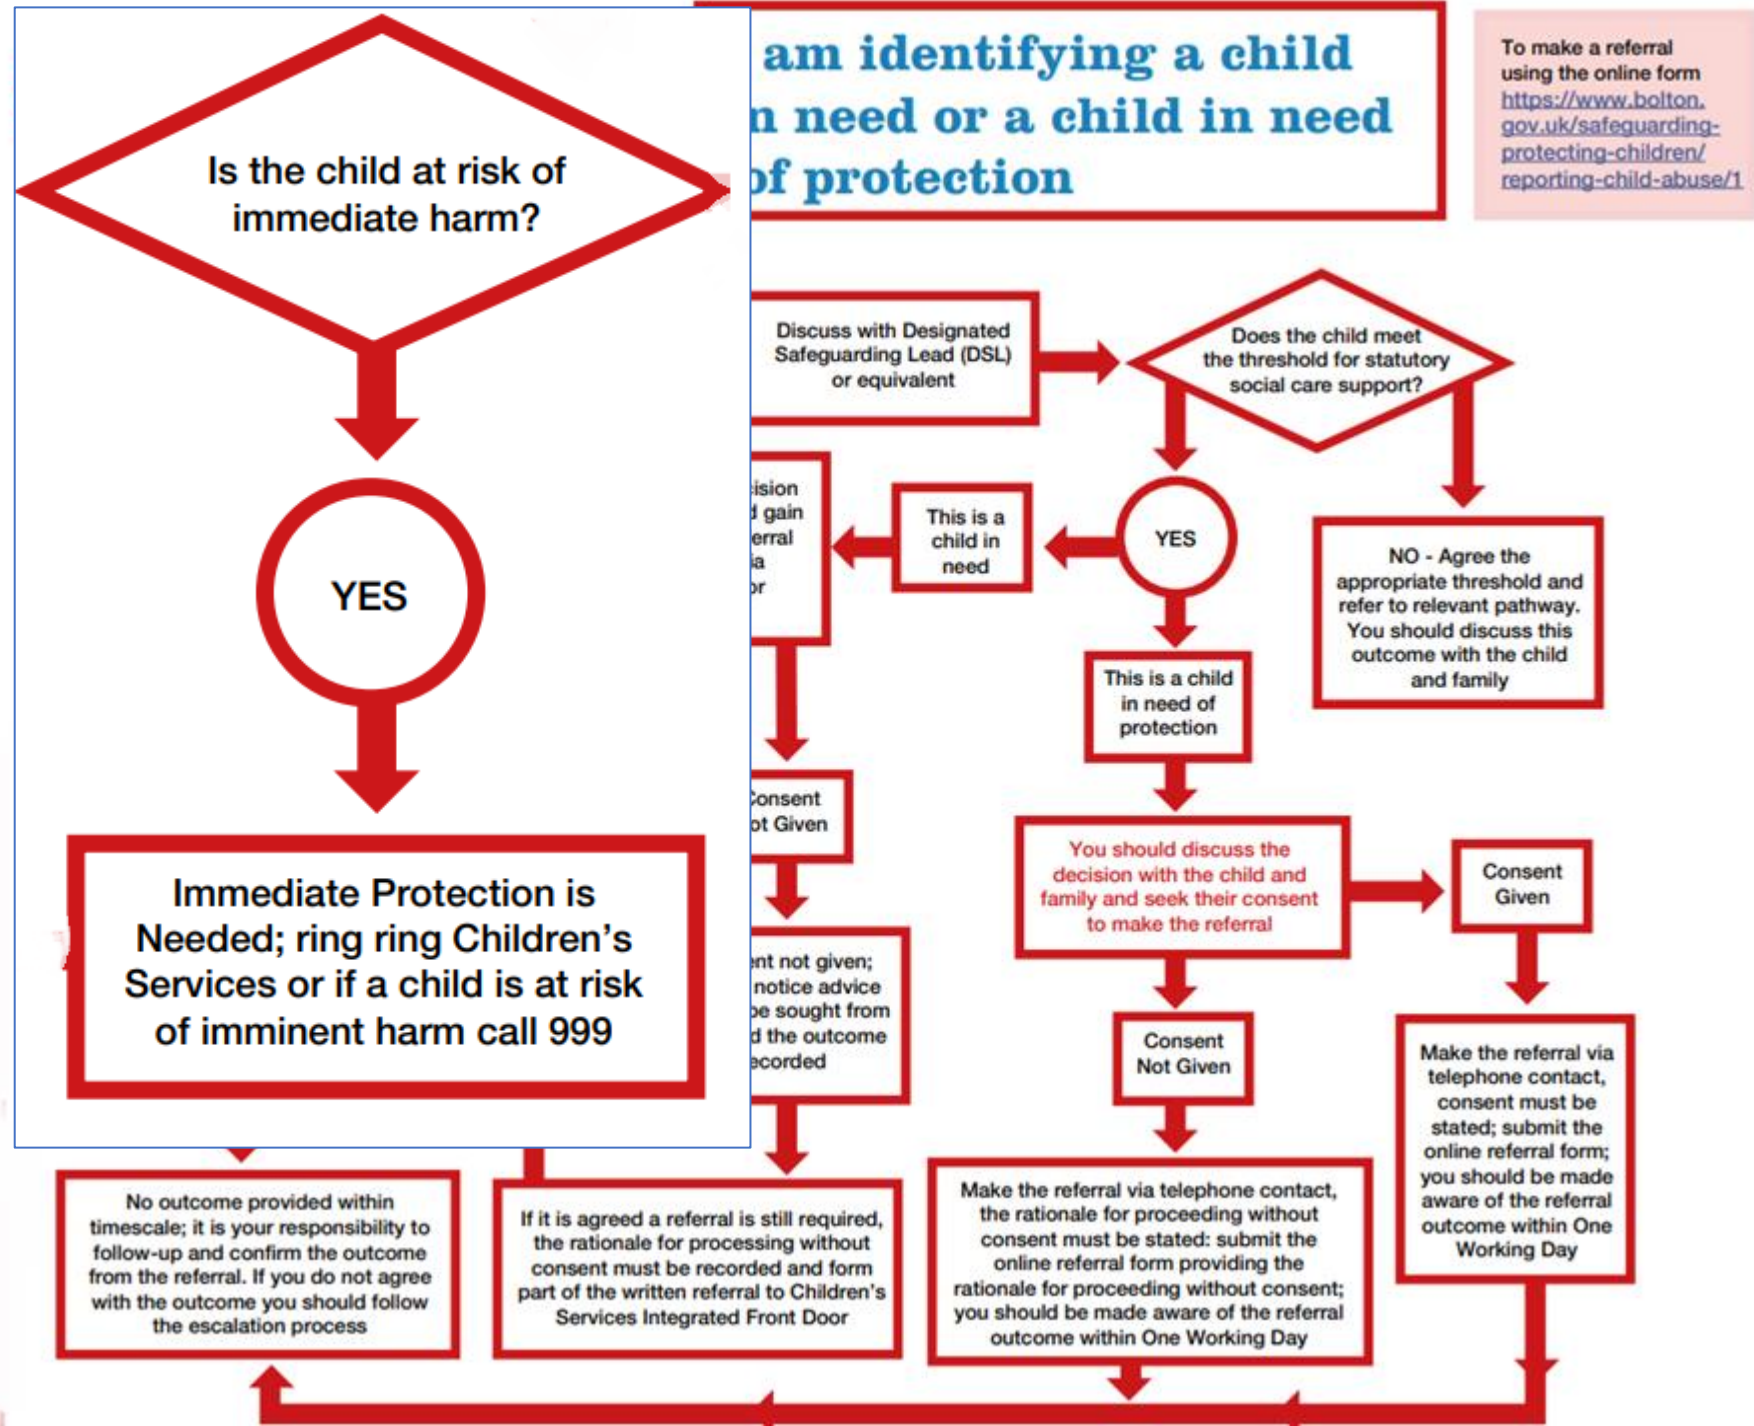 Is the child at risk of
immediate harm?
YES
Immediate Protection is
Needed; ring ring Children's
Services or if a child is at risk
of imminent harm call 999
am identifying a child
n need or a child in need
of protection
To make a referral
using the online form
https://www.bolton.
gov.uk/safeguarding-
protecting-children/
reporting-child-abuse/1
Discuss with Designated
Safeguarding Lead (DSL)
or equivalent
Does the child meet
the threshold for statutory
social care support?
ision
gain
erral
ia
or
This is a
child in
need
YES
NO - Agree the
appropriate threshold and
refer to relevant pathway.
You should discuss this
outcome with the child
and family
This is a child
in need of
protection
Consent
ot Given
You should discuss the
decision with the child and
family and seek their consent
to make the referral
Consent
Given
ent not given;
notice advice
be sought from
d the outcome
ecorded
Consent
Not Given
Make the referral via
telephone contact,
consent must be
stated; submit the
online referral form;
you should be made
aware of the referral
outcome within One
Working Day
No outcome provided within
timescale; it is your responsibility to
follow-up and confirm the outcome
from the referral. If you do not agree
with the outcome you should follow
the escalation process
If it is agreed a referral is still required,
the rationale for processing without
consent must be recorded and form
part of the written referral to Children's
Services Integrated Front Door
Make the referral via telephone contact,
the rationale for proceeding without
consent must be stated: submit the
online referral form providing the
rationale for proceeding without consent;
you should be made aware of the referral
outcome within One Working Day